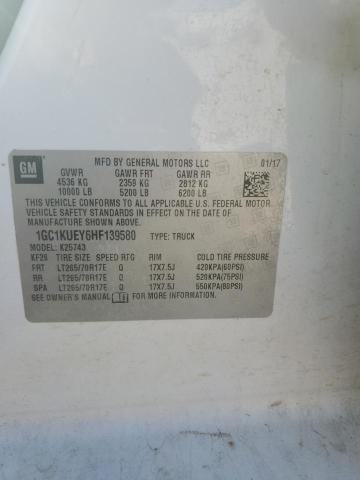 GM
MFD BY GENERAL MOTORS LLC 01/17
GVWR GAWR FRT GAWR RR
4536 KG 2359 KG 2812 KG
10000 LB 5200 LB 6200 LB
THIS VEHICLE CONFORMS TO ALL APPLICABLE U.S. FEDERAL MOTOR
VEHICLE SAFETY STANDARDS IN EFFECT ON THE DATE OF
MANUFACTURE SHOWN ABOVE.
1GC1KUEY6HF139580 TYPE: TRUCK
MODEL: K25743
KF28 TIRE SIZE SPEED RTG RIM COLD TIRE PRESSURE
FRT LT265/70R17E Q 17X7.5J 420KPA(60PSI)
RR LT265/70R17E Q 17X7.5J 520KPA(75PSI)
SPA LT265/70R17E Q 17X7.5J 550KPA(80PSI)
SEE OWNER'S MANUAL FOR MORE INFORMATION.